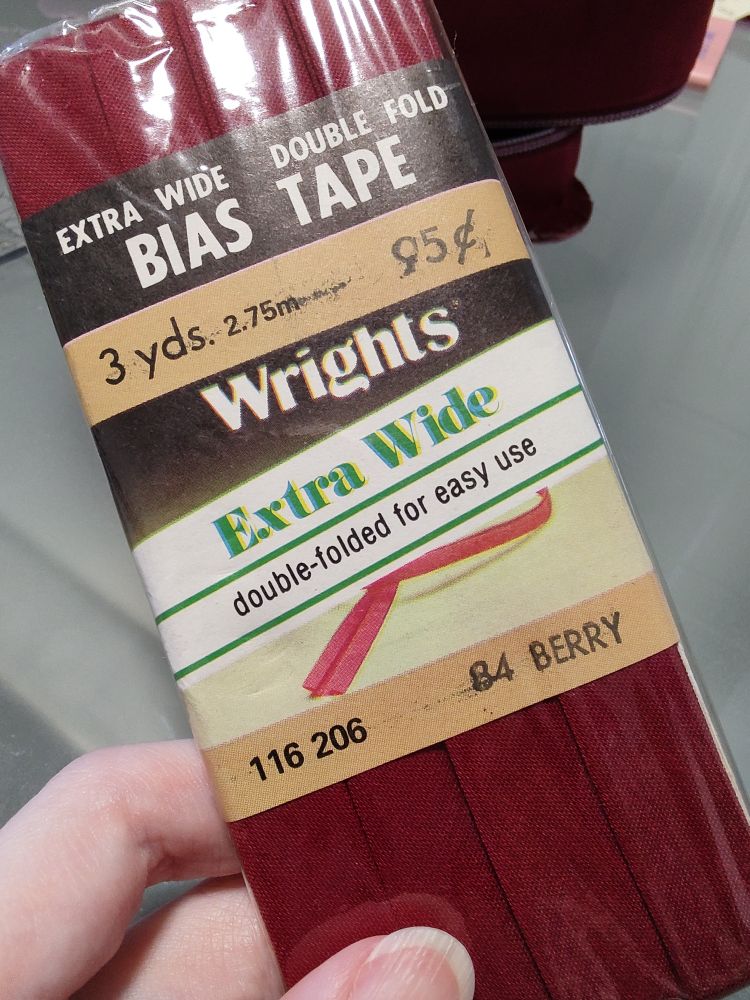 EXTRA WIDE DOUBLE FOLD
BIAS TAPE
3 yds. 2.75m 95¢
Wrights
Extra Wide
double-folded for easy use
116 206 84 BERRY